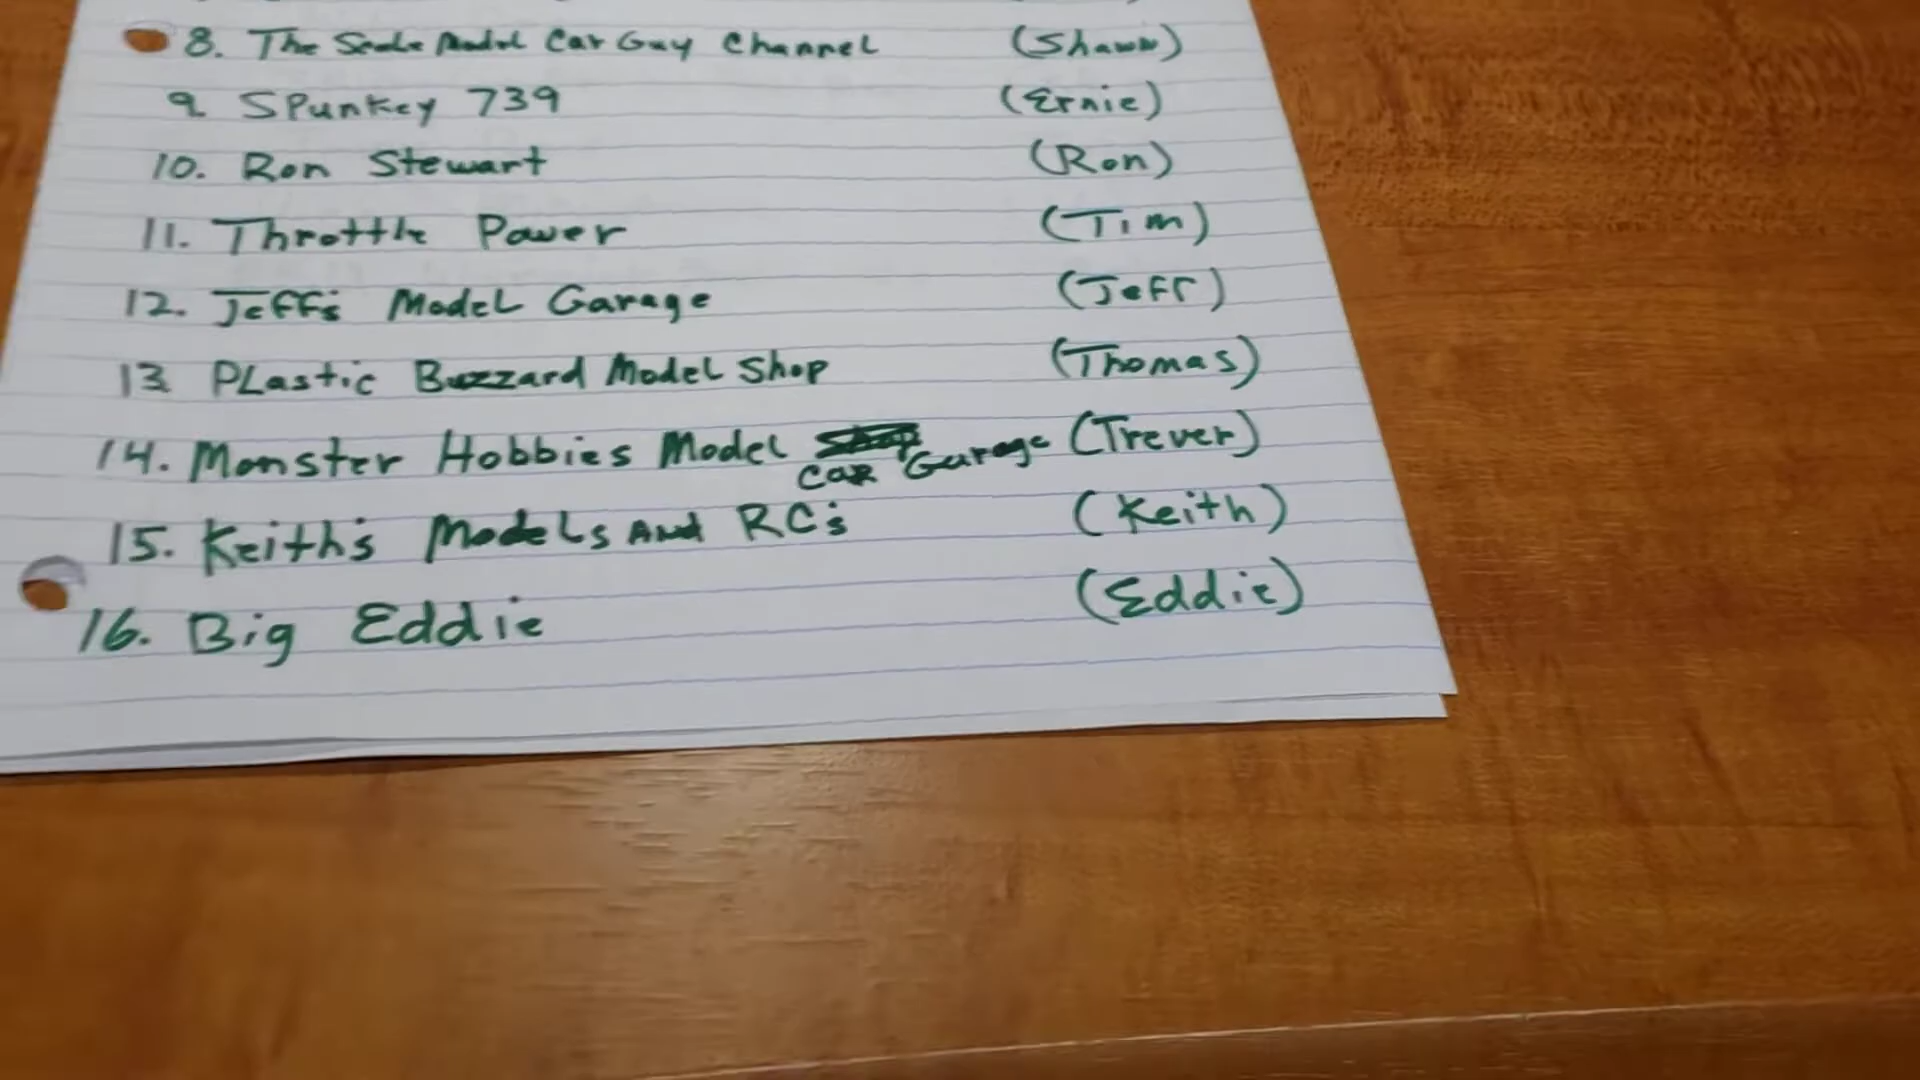 8. The Scale Model Car Guy Channel (Shawn)
9 Spunkey 739 (Ernie)
10. Ron Stewart (Ron)
11. Throttle Power (Tim)
12. Jeff's Model Garage (Jeff)
13 Plastic Buzzard Model Shop (Thomas)
14. Monster Hobbies Model Car Garage (Trever)
15. Keith's Models And RC's (Keith)
16. Big Eddie (Eddie)